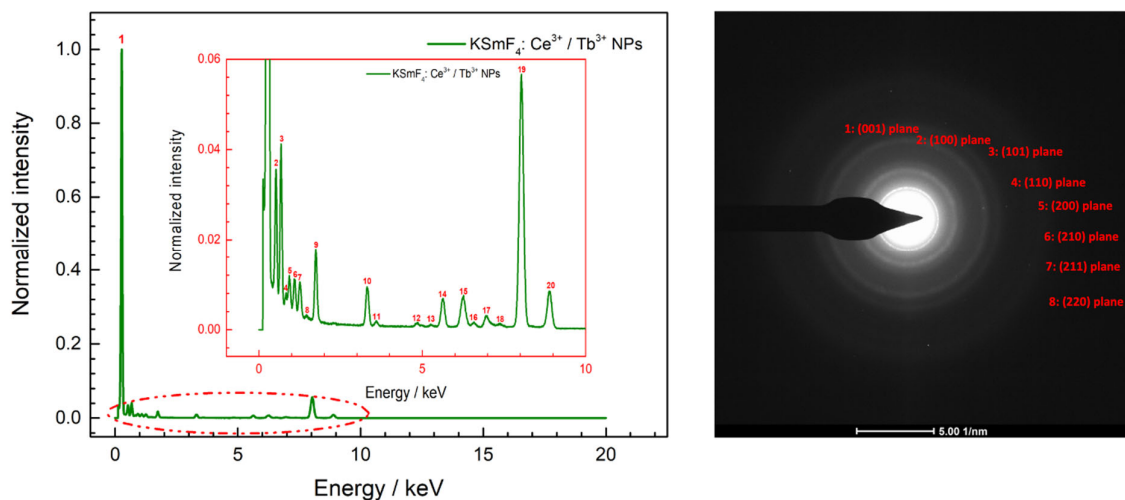 KSmF₄: Ce³⁺ / Tb³⁺ NPs
1
Normalized intensity
1.0
0.8
0.6
0.4
0.2
0.0
0 5 10 15 20
Energy / keV
KSmF₄: Ce³⁺ / Tb³⁺ NPs
Normalized intensity
0.06
0.04
0.02
0.00
2
3
4
5
6
7
8
9
10
11
12
13
14
15
16
17
18
19
20
0 5 10
Energy / keV
1: (001) plane
2: (100) plane
3: (101) plane
4: (110) plane
5: (200) plane
6: (210) plane
7: (211) plane
8: (220) plane
5.00 1/nm